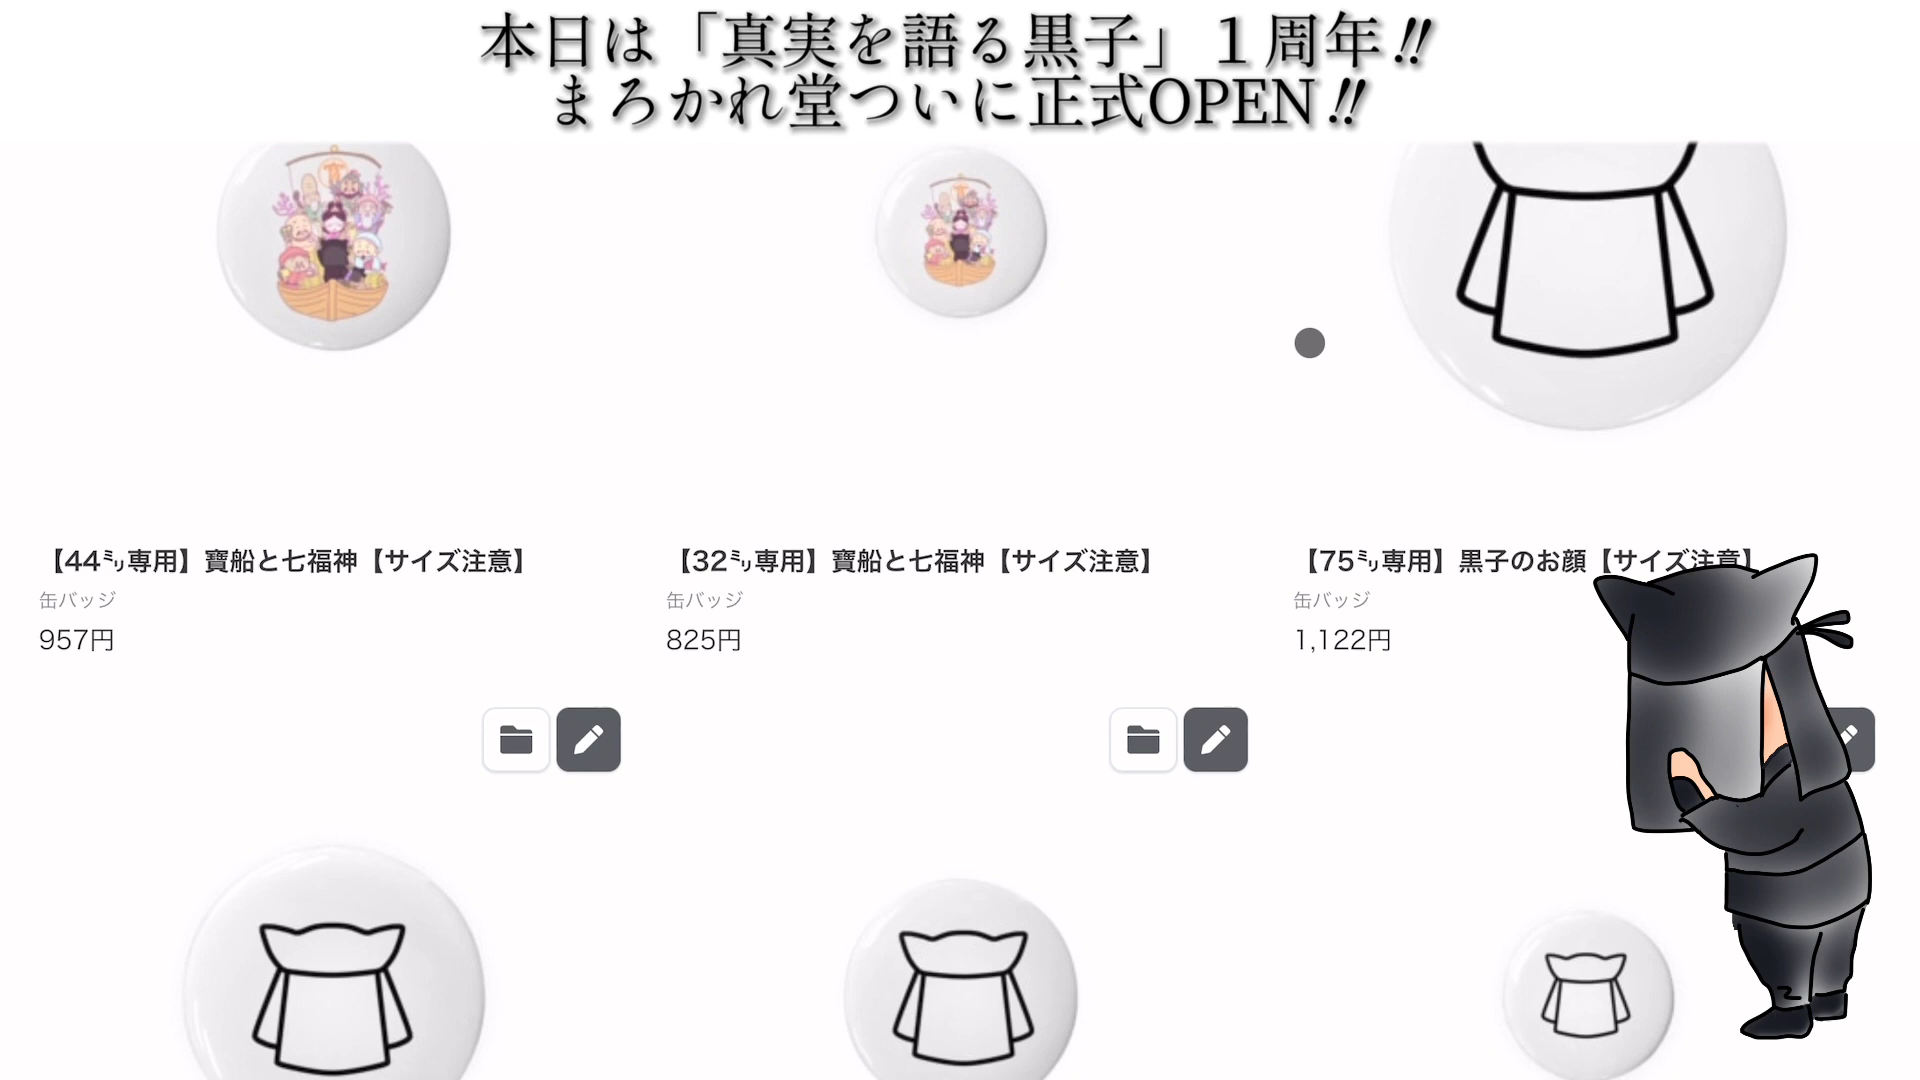 本日は「真実を語る黒子」１周年‼
まろかれ堂ついに正式OPEN‼
【44㍉専用】寶船と七福神【サイズ注意】
缶バッジ
957円
【32㍉専用】寶船と七福神【サイズ注意】
缶バッジ
825円
【75㍉専用】黒子のお顔【サイズ注意】
缶バッジ
1,122円